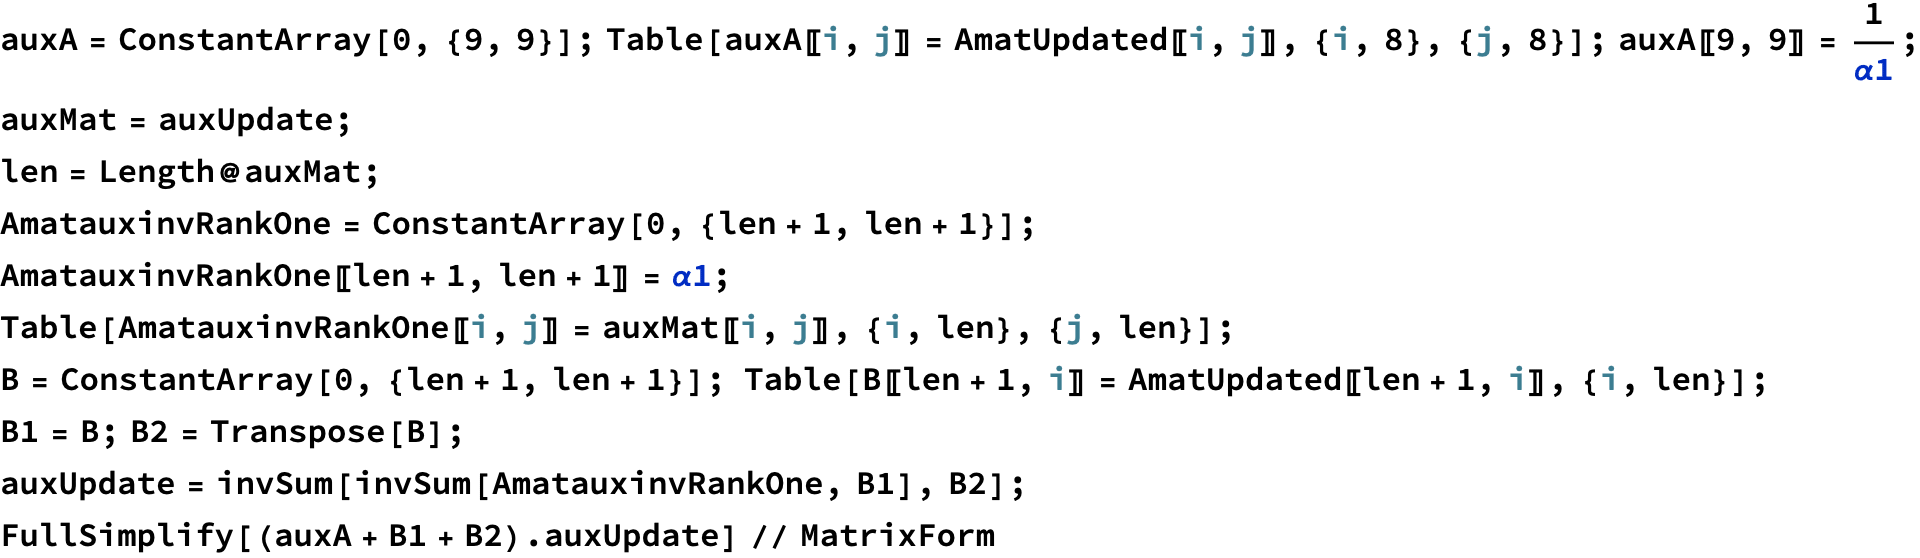 auxA = ConstantArray[0, {9, 9}]; Table[auxA〚i, j〛 = AmatUpdated〚i, j〛, {i, 8}, {j, 8}]; auxA〚9, 9〛 = 1/α1;
auxMat = auxUpdate;
len = Length@auxMat;
AmatauxinvRankOne = ConstantArray[0, {len + 1, len + 1}];
AmatauxinvRankOne〚len + 1, len + 1〛 = α1;
Table[AmatauxinvRankOne〚i, j〛 = auxMat〚i, j〛, {i, len}, {j, len}];
B = ConstantArray[0, {len + 1, len + 1}]; Table[B〚len + 1, i〛 = AmatUpdated〚len + 1, i〛, {i, len}];
B1 = B; B2 = Transpose[B];
auxUpdate = invSum[invSum[AmatauxinvRankOne, B1], B2];
FullSimplify[(auxA + B1 + B2).auxUpdate] // MatrixForm